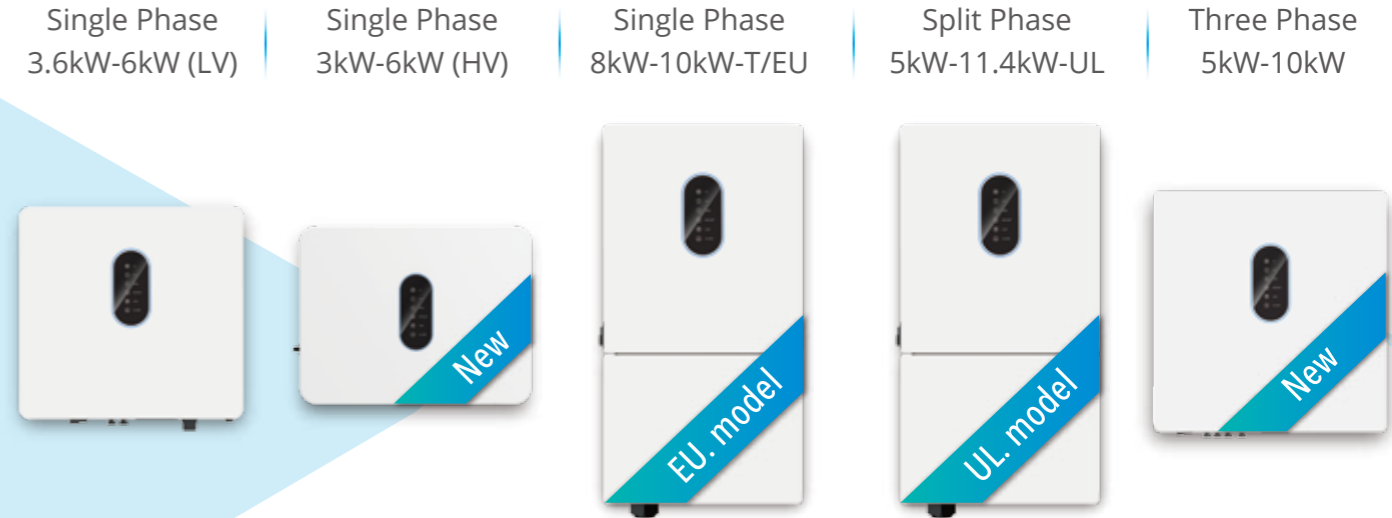 Single Phase
3.6kW-6kW (LV)
Single Phase
3kW-6kW (HV)
Single Phase
8kW-10kW-T/EU
Split Phase
5kW-11.4kW-UL
Three Phase
5kW-10kW
New
EU. model
UL. model
New